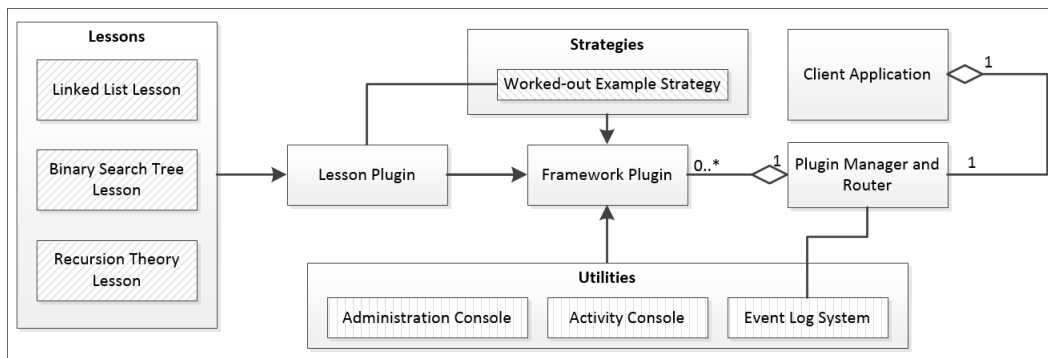 Lessons
Linked List Lesson
Binary Search Tree
Lesson
Recursion Theory
Lesson
Lesson Plugin
Strategies
Worked-out Example Strategy
Framework Plugin
0..*
1
Client Application
1
Plugin Manager and
Router
1
Utilities
Administration Console
Activity Console
Event Log System